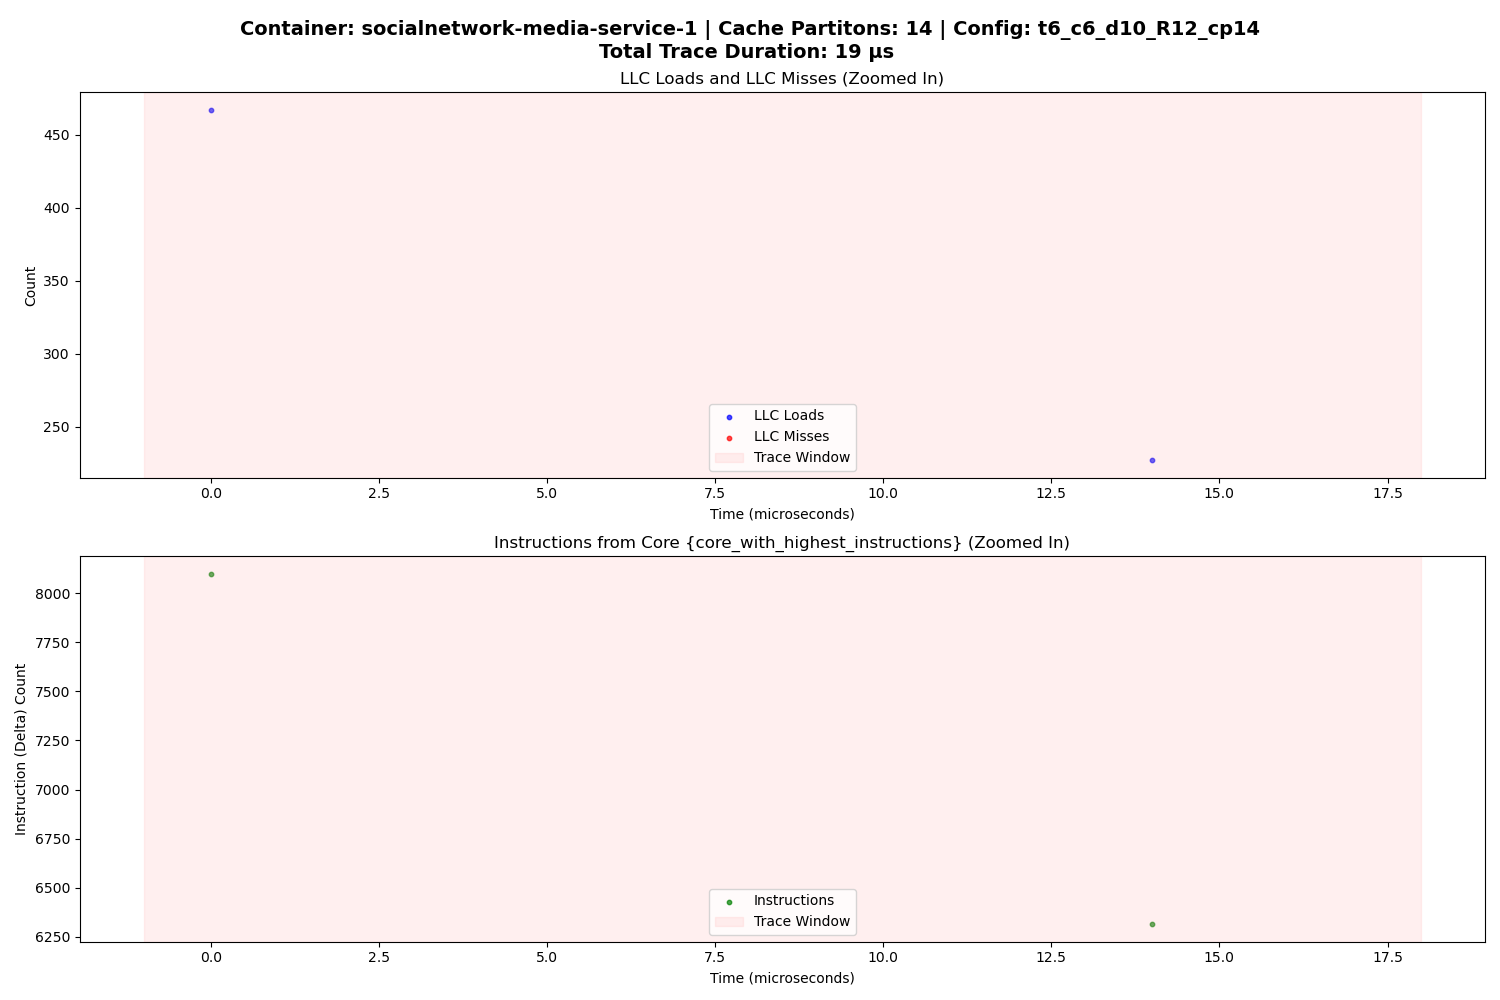 Container: socialnetwork-media-service-1 | Cache Partitons: 14 | Config: t6_c6_d10_R12_cp14
Total Trace Duration: 19 µs
LLC Loads and LLC Misses (Zoomed In)
450
400
350
300
250
Count
LLC Loads
LLC Misses
Trace Window
0.0 2.5 5.0 7.5 10.0 12.5 15.0 17.5
Time (microseconds)
Instructions from Core {core_with_highest_instructions} (Zoomed In)
8000
7750
7500
7250
7000
6750
6500
6250
Instruction (Delta) Count
Instructions
Trace Window
0.0 2.5 5.0 7.5 10.0 12.5 15.0 17.5
Time (microseconds)